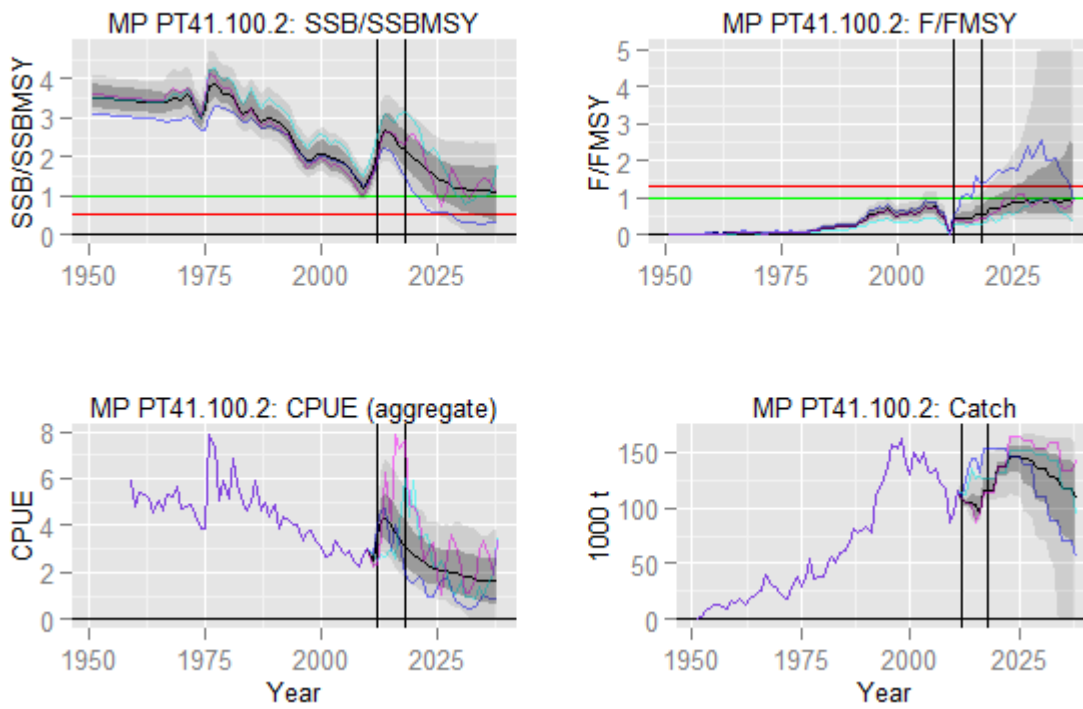 MP PT41.100.2: SSB/SSBMSY
SSB/SSBMSY
4
3
2
1
0
1950 1975 2000 2025
MP PT41.100.2: F/FMSY
F/FMSY
5
4
3
2
1
0
1950 1975 2000 2025
MP PT41.100.2: CPUE (aggregate)
CPUE
8
6
4
2
0
1950 1975 2000 2025
Year
MP PT41.100.2: Catch
1000 t
150
100
50
0
1950 1975 2000 2025
Year